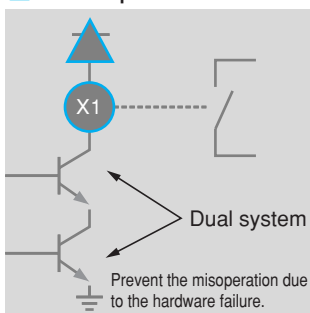 X1
Dual system
Prevent the misoperation due
to the hardware failure.